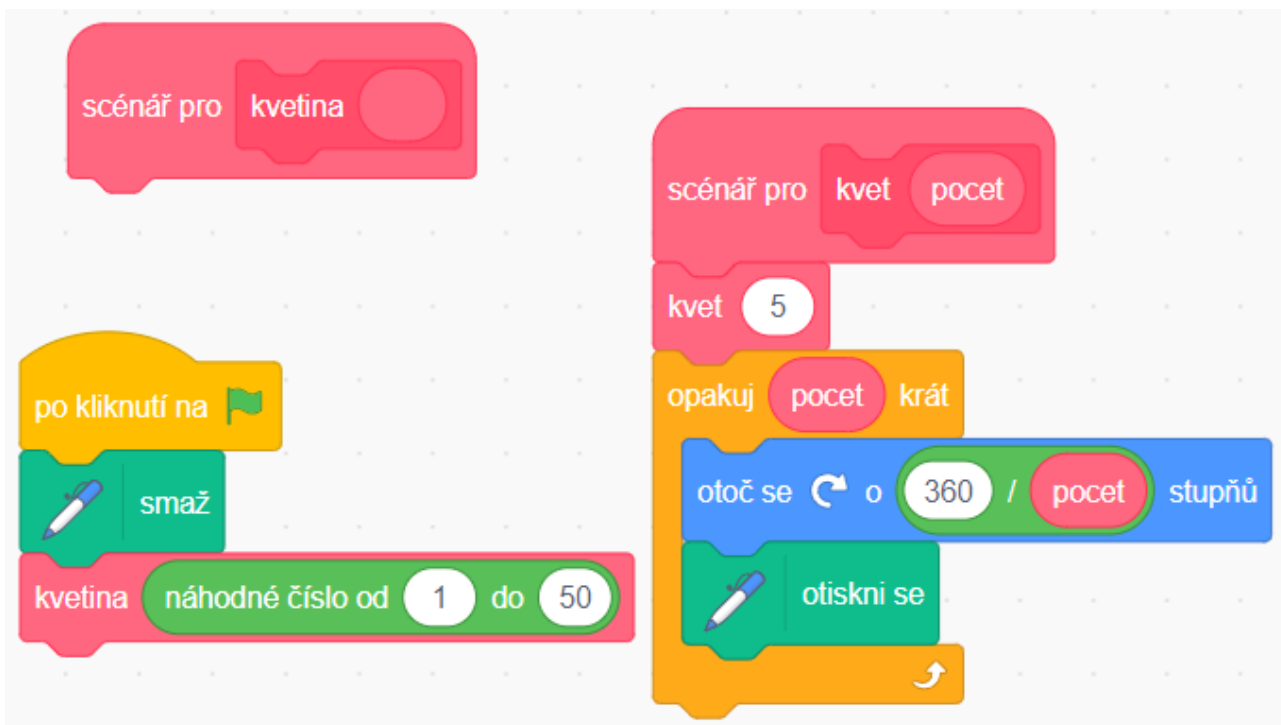 scénář pro kvetina
po kliknutí na
smaž
kvetina náhodné číslo od 1 do 50
scénář pro kvet pocet
kvet 5
opakuj pocet krát
otoč se o 360 / pocet stupňů
otiskni se